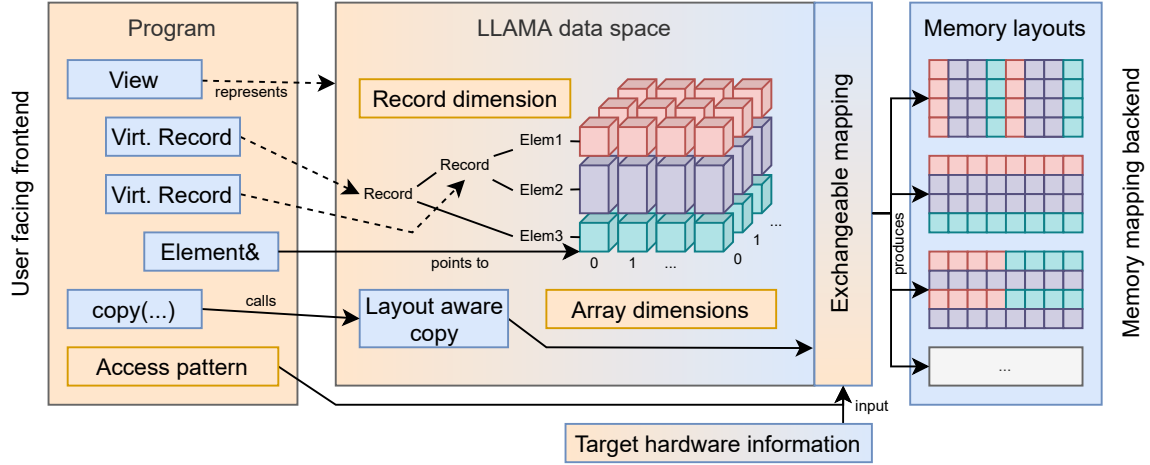 User facing frontend
Program
View
represents
Virt. Record
Virt. Record
Element&
points to
copy(...)
calls
Access pattern
LLAMA data space
Record dimension
Record
Record
Elem1
Elem2
Elem3
0
1
...
0
1
...
Layout aware
copy
Array dimensions
Exchangeable mapping
input
Target hardware information
produces
Memory layouts
...
Memory mapping backend